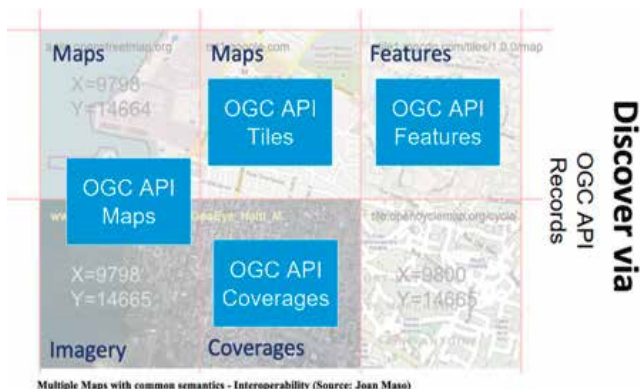 Maps
Maps
Features
X=9798
Y=14664
OGC API
Tiles
OGC API
Features
OGC API
Maps
X=9798
Y=14665
OGC API
Coverages
X=9800
Y=14665
Imagery
Coverages
Discover via
OGC API
Records
Multiple Maps with common semantics - Interoperability (Source: Joan Maso)